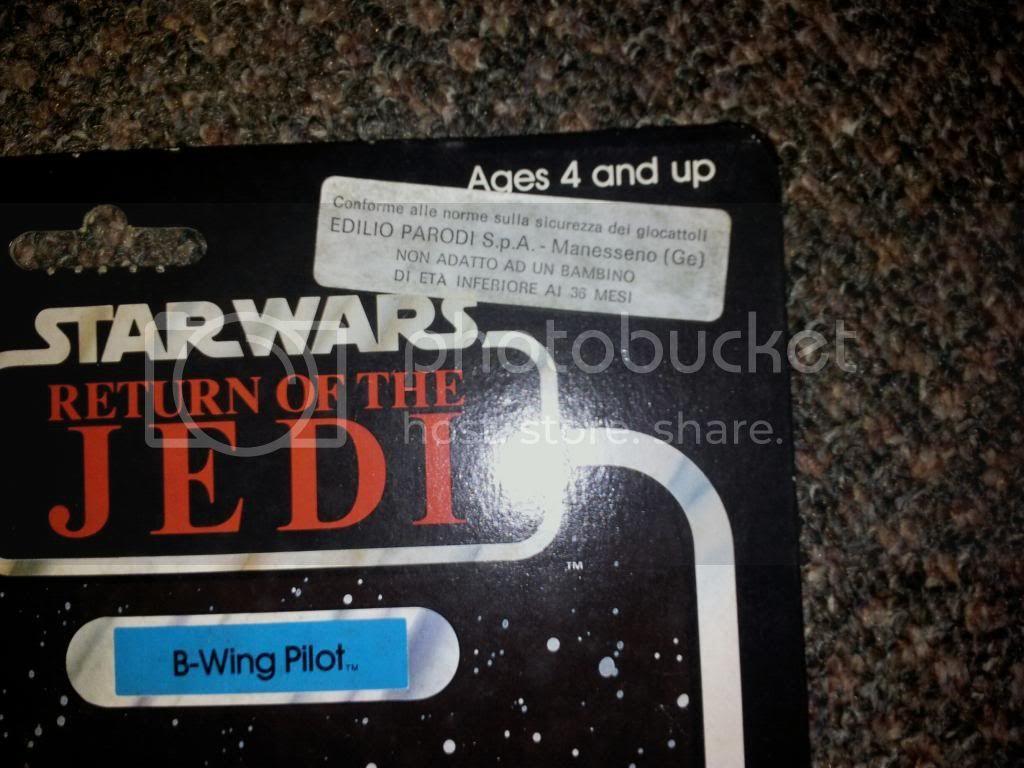 Ages 4 and up
Conforme alle norme sulla sicurezza dei giocattoli
EDILIO PARODI S.p.A. - Manesseno (Ge)
NON ADATTO AD UN BAMBINO
DI ETÀ INFERIORE AI 36 MESI
STAR WARS
RETURN OF THE
JEDI
TM
B-Wing Pilot™
photobucket
host. store. share.